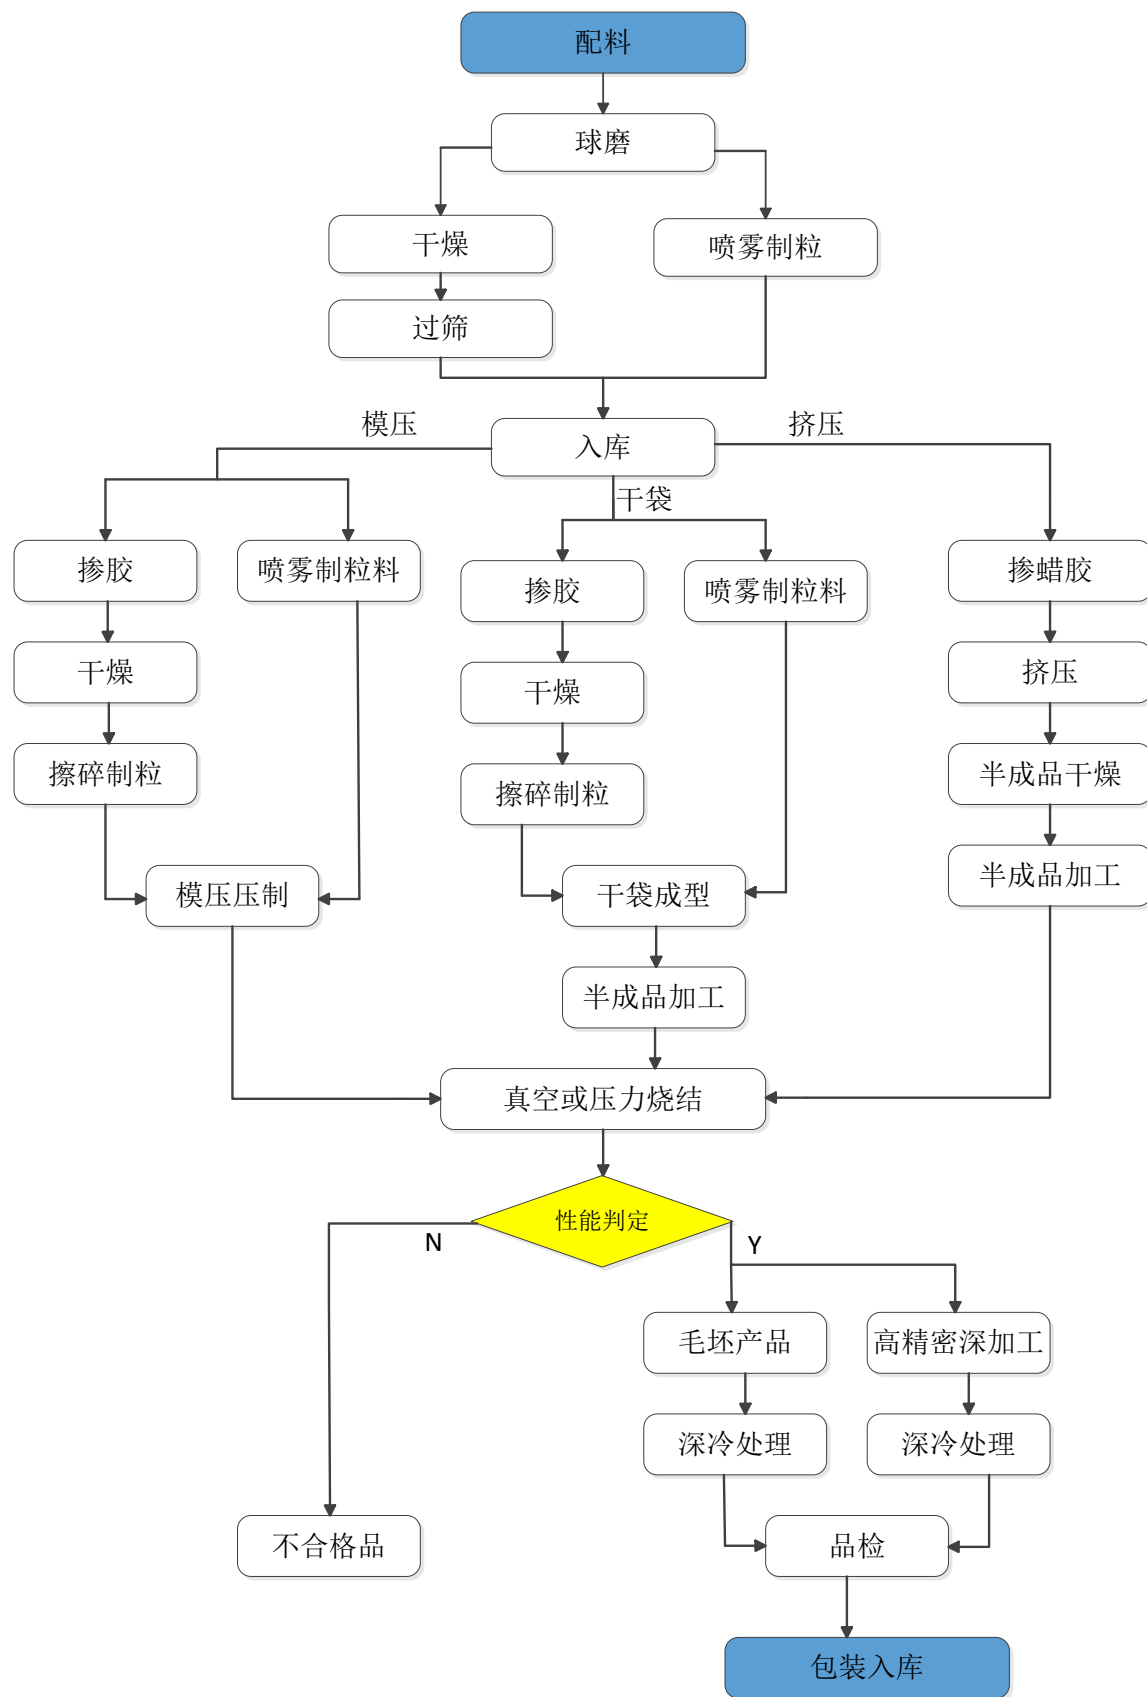 配料
球磨
干燥
喷雾制粒
过筛
模压
入库
挤压
干袋
掺胶
喷雾制粒料
掺胶
喷雾制粒料
掺蜡胶
干燥
干燥
挤压
擦碎制粒
擦碎制粒
半成品干燥
模压压制
干袋成型
半成品加工
半成品加工
真空或压力烧结
性能判定
N
Y
毛坯产品
高精密深加工
深冷处理
深冷处理
不合格品
品检
包装入库